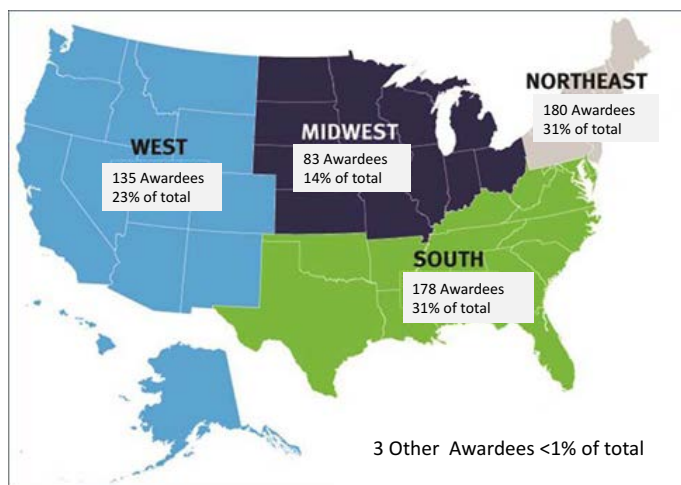 NORTHEAST
180 Awardees
31% of total
MIDWEST
83 Awardees
14% of total
WEST
135 Awardees
23% of total
SOUTH
178 Awardees
31% of total
3 Other Awardees <1% of total